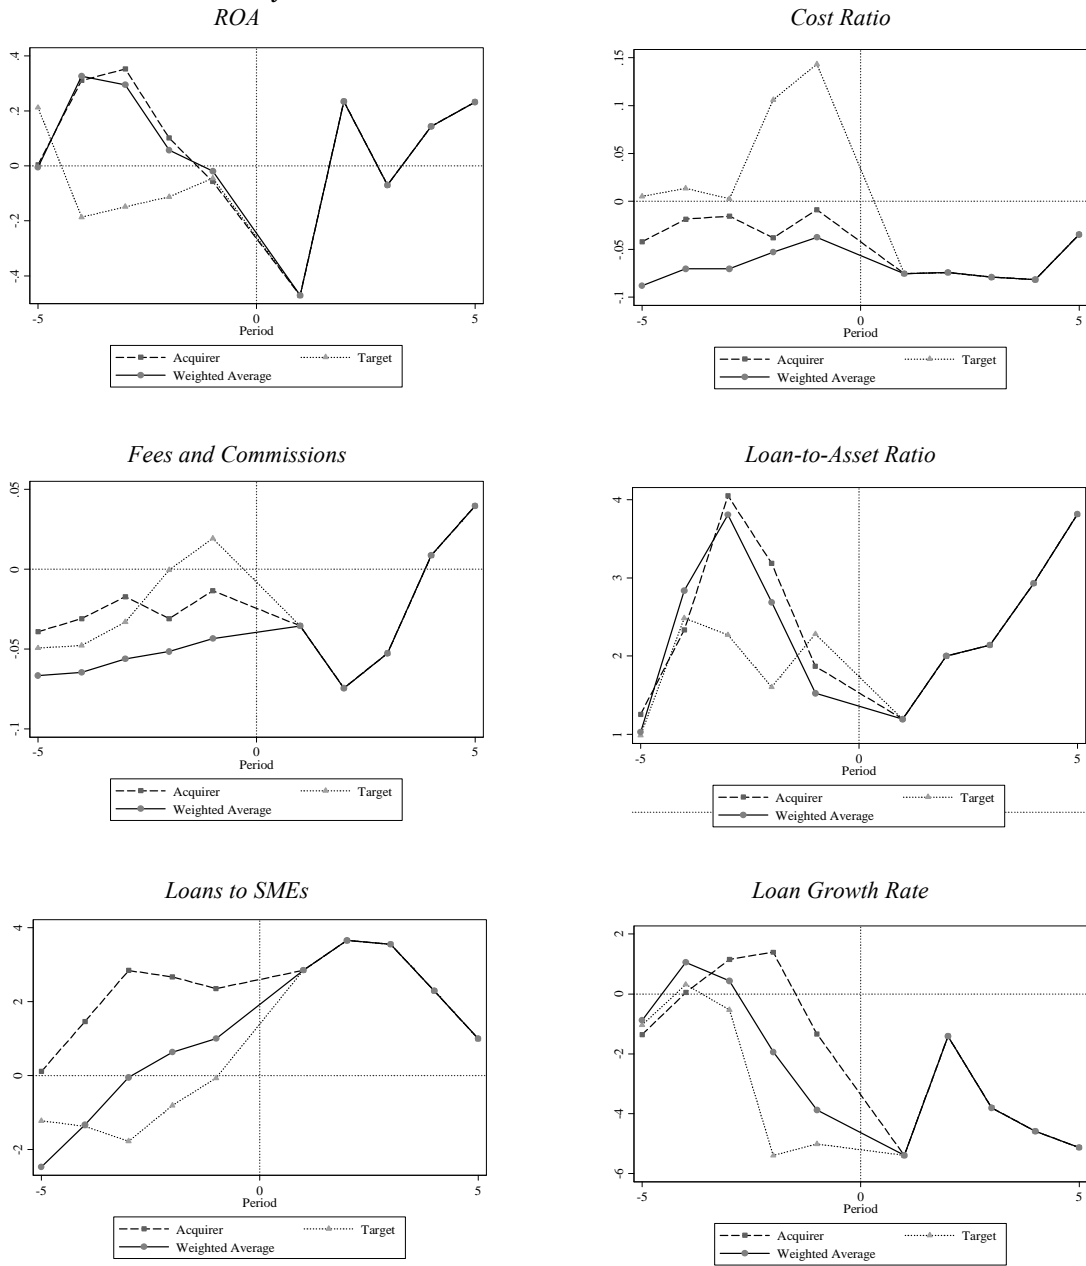 ROA
.4
.2
0
-.2
-.4
-5
0
5
Period
Acquirer
Target
Weighted Average
Cost Ratio
.15
.1
.05
0
-.05
-.1
-5
0
5
Period
Acquirer
Target
Weighted Average
Fees and Commissions
.05
0
-.05
-.1
-5
0
5
Period
Acquirer
Target
Weighted Average
Loan-to-Asset Ratio
4
3
2
1
-5
0
5
Period
Acquirer
Target
Weighted Average
Loans to SMEs
4
2
0
-2
-5
0
5
Period
Acquirer
Target
Weighted Average
Loan Growth Rate
2
0
-2
-4
-6
-5
0
5
Period
Acquirer
Target
Weighted Average